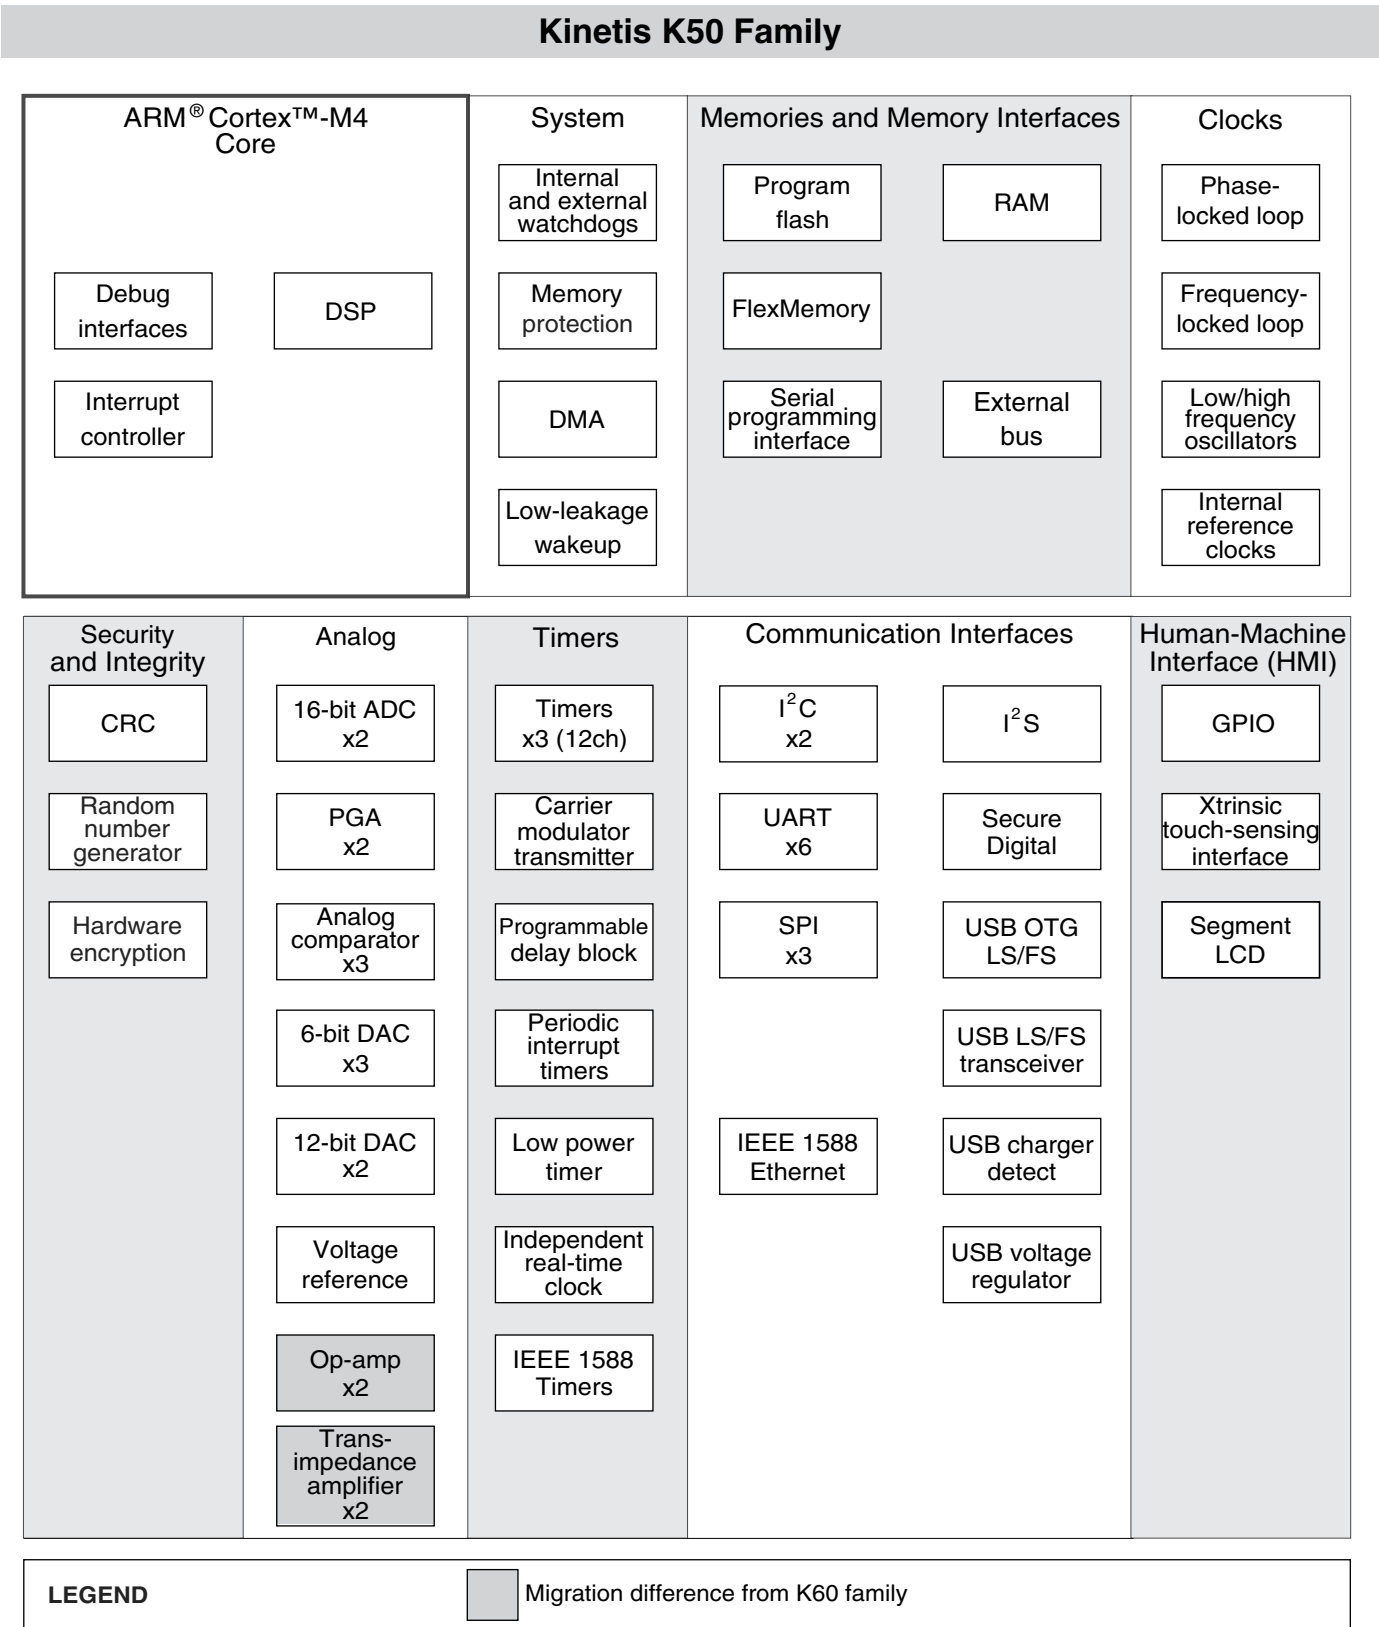 Kinetis K50 Family
ARM® Cortex™-M4
Core
Debug
interfaces
DSP
Interrupt
controller
System
Internal
and external
watchdogs
Memory
protection
DMA
Low-leakage
wakeup
Memories and Memory Interfaces
Program
flash
RAM
FlexMemory
Serial
programming
interface
External
bus
Clocks
Phase-
locked loop
Frequency-
locked loop
Low/high
frequency
oscillators
Internal
reference
clocks
Security
and Integrity
CRC
Random
number
generator
Hardware
encryption
Analog
16-bit ADC
x2
PGA
x2
Analog
comparator
x3
6-bit DAC
x3
12-bit DAC
x2
Voltage
reference
Op-amp
x2
Trans-
impedance
amplifier
x2
Timers
Timers
x3 (12ch)
Carrier
modulator
transmitter
Programmable
delay block
Periodic
interrupt
timers
Low power
timer
Independent
real-time
clock
IEEE 1588
Timers
Communication Interfaces
I²C
x2
I²S
UART
x6
Secure
Digital
SPI
x3
USB OTG
LS/FS
USB LS/FS
transceiver
IEEE 1588
Ethernet
USB charger
detect
USB voltage
regulator
Human-Machine
Interface (HMI)
GPIO
Xtrinsic
touch-sensing
interface
Segment
LCD
LEGEND
Migration difference from K60 family